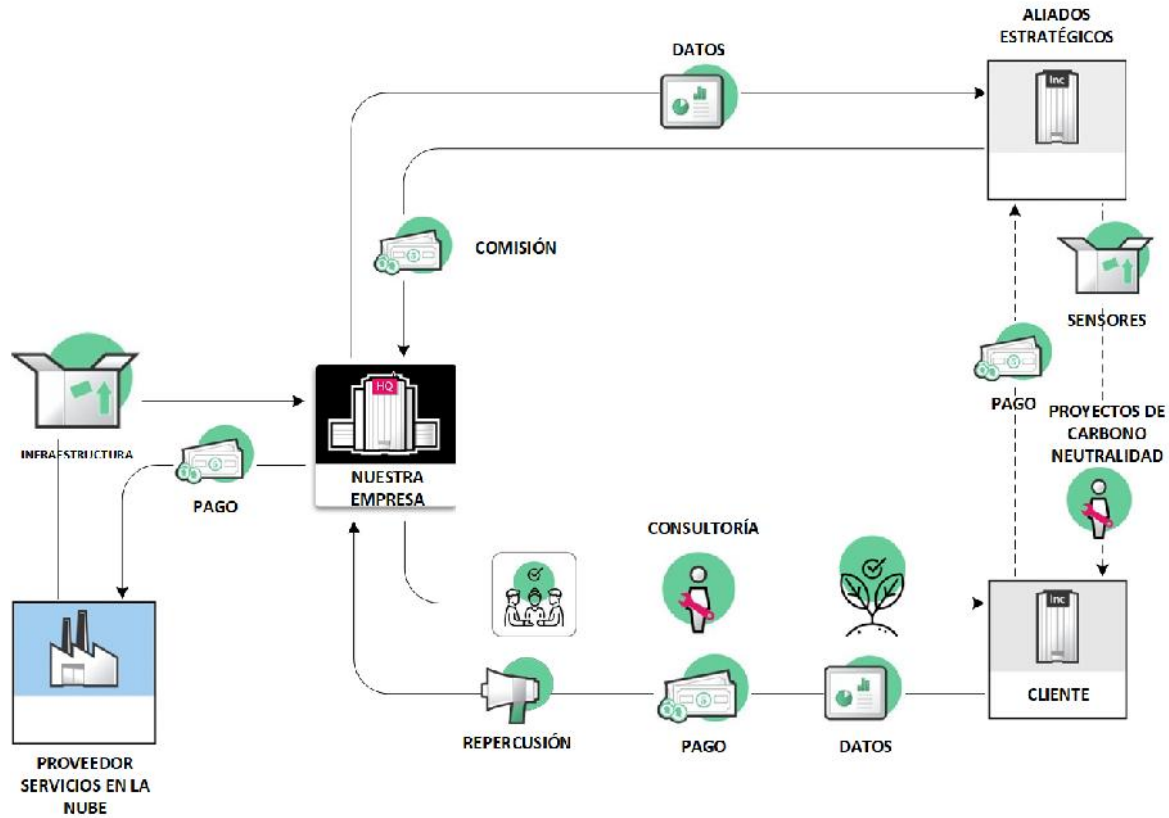 ALIADOS
ESTRATÉGICOS
DATOS
Inc
COMISIÓN
SENSORES
HQ
PAGO
PROYECTOS DE
CARBONO
NEUTRALIDAD
INFRAESTRUCTURA
NUESTRA
EMPRESA
PAGO
CONSULTORÍA
Inc
CLIENTE
REPERCUSIÓN
PAGO
DATOS
PROVEEDOR
SERVICIOS EN LA
NUBE